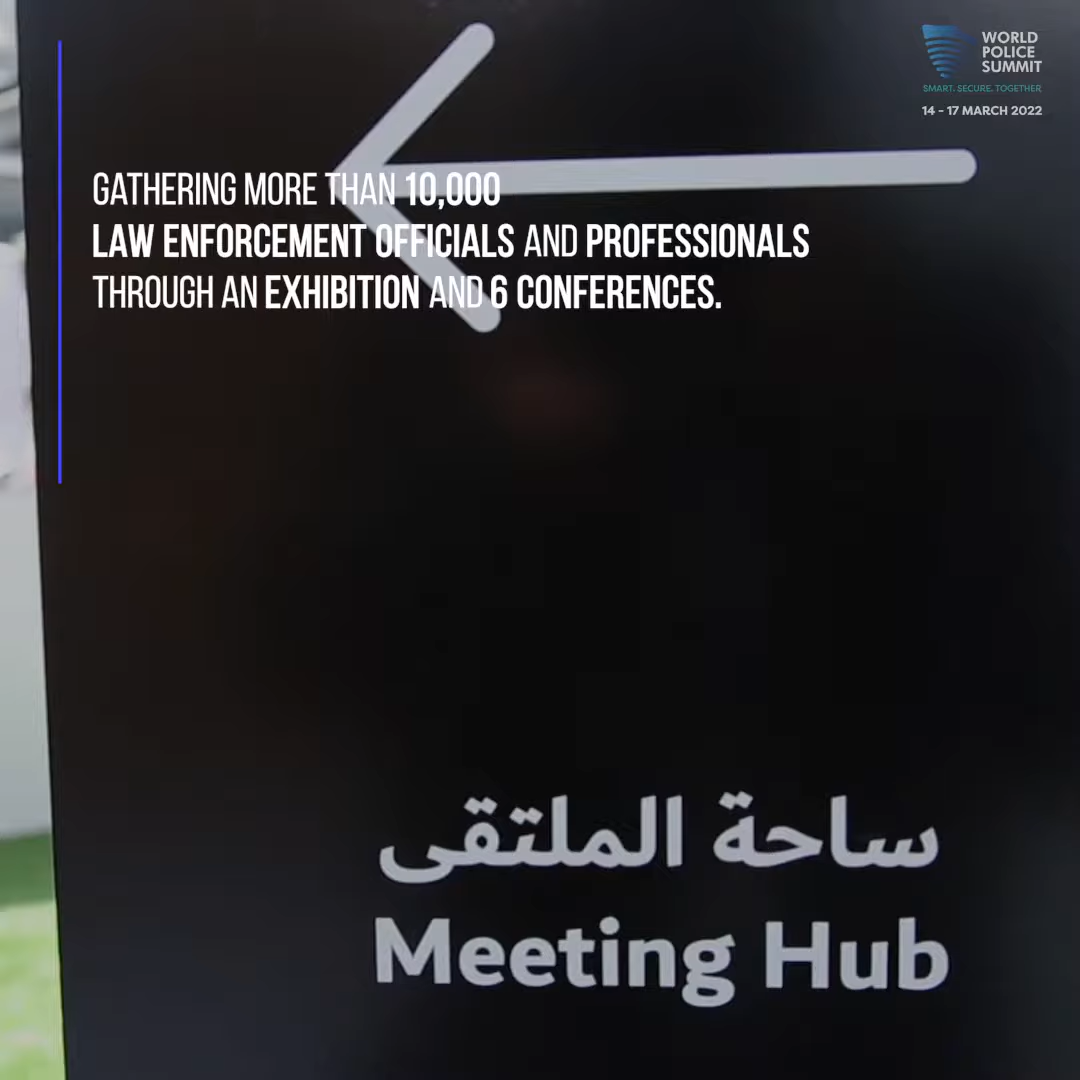 WORLD
POLICE
SUMMIT
SMART. SECURE. TOGETHER
14 - 17 MARCH 2022
GATHERING MORE THAN 10,000
LAW ENFORCEMENT OFFICIALS AND PROFESSIONALS
THROUGH AN EXHIBITION AND 6 CONFERENCES.
ساحة الملتقى
Meeting Hub